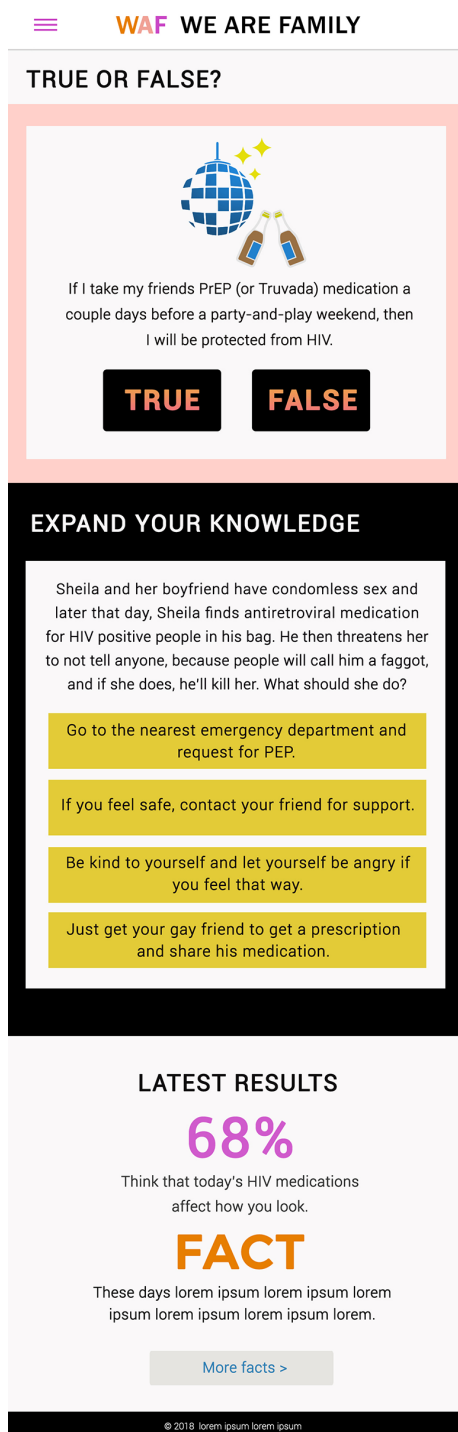 WAF WE ARE FAMILY
TRUE OR FALSE?
If I take my friends PrEP (or Truvada) medication a
couple days before a party-and-play weekend, then
I will be protected from HIV.
TRUE FALSE
EXPAND YOUR KNOWLEDGE
Sheila and her boyfriend have condomless sex and
later that day, Sheila finds antiretroviral medication
for HIV positive people in his bag. He then threatens her
to not tell anyone, because people will call him a faggot,
and if she does, he'll kill her. What should she do?
Go to the nearest emergency department and
request for PEP.
If you feel safe, contact your friend for support.
Be kind to yourself and let yourself be angry if
you feel that way.
Just get your gay friend to get a prescription
and share his medication.
LATEST RESULTS
68%
Think that today's HIV medications
affect how you look.
FACT
These days lorem ipsum lorem ipsum lorem
ipsum lorem ipsum lorem ipsum lorem.
More facts >
© 2018 lorem ipsum lorem ipsum